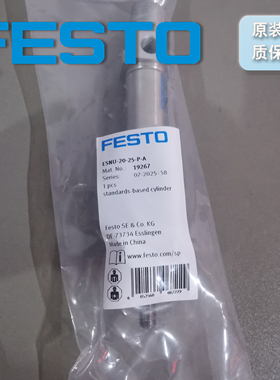 FESTO
原装
质保
FESTO
ESNU-20-25-P-A
Mat. No. 19267
Series: 02-2025-58
1 pcs
standards-based cylinder
Festo SE & Co. KG
DE-73734 Esslingen
Made in China
www.festo.com/sp